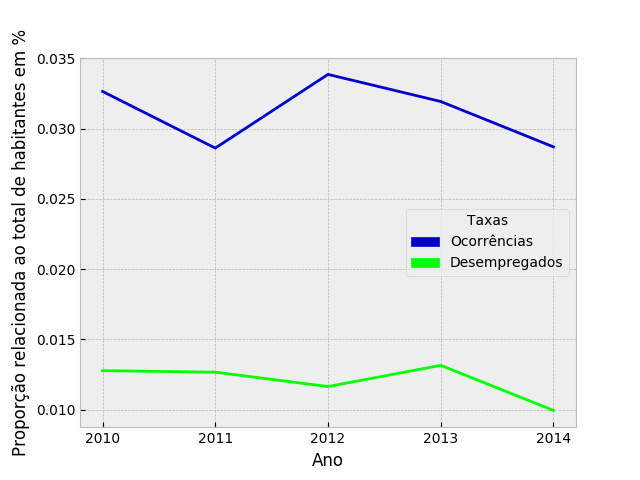 Proporção relacionada ao total de habitantes em %
0.035
0.030
0.025
0.020
0.015
0.010
Taxas
Ocorrências
Desempregados
2010 2011 2012 2013 2014
Ano